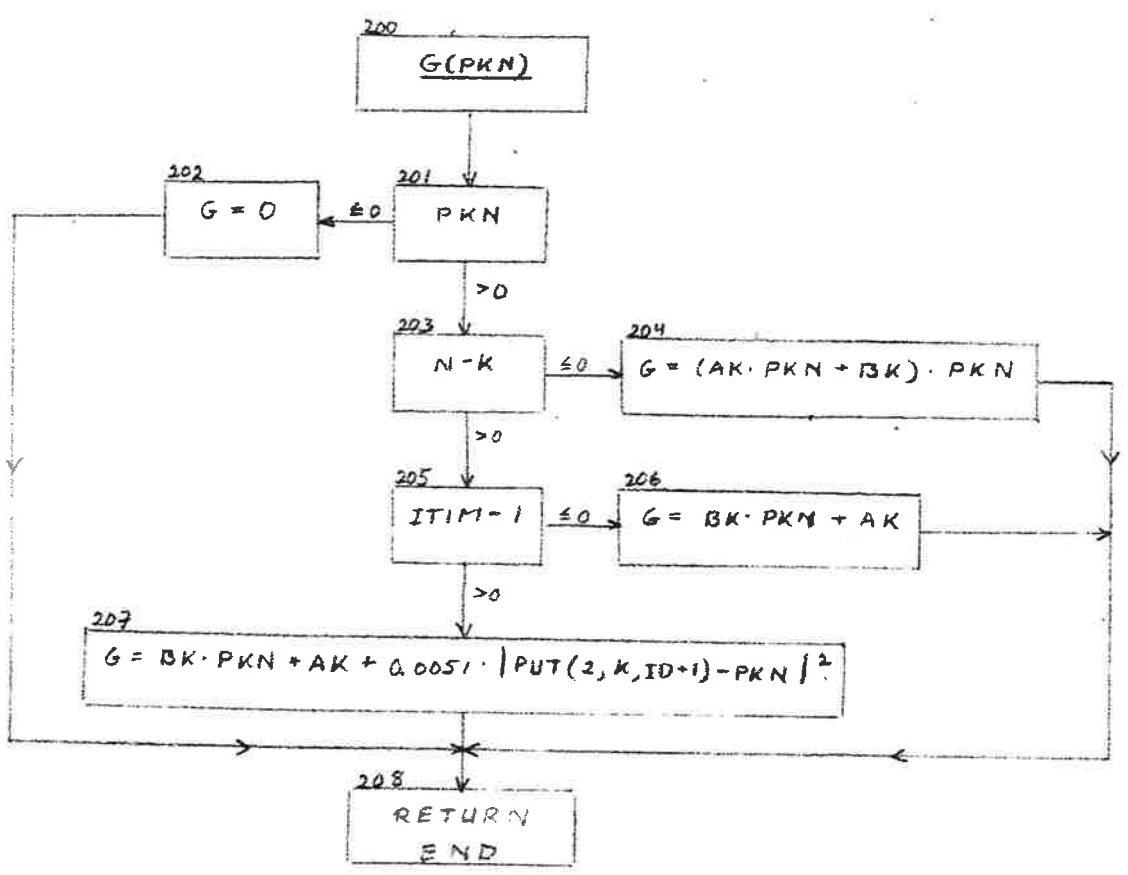 200
G(PKN)
202
G = 0
≤0
201
PKN
>0
203
N-K
≤0
204
G = (AK· PKN + BK) · PKN
>0
205
ITIM-1
≤0
206
G = BK· PKN + AK
>0
207
G = BK· PKN + AK + 0.0051 · |PUT(2, K, ID+1) - PKN|²
208
RETURN
END